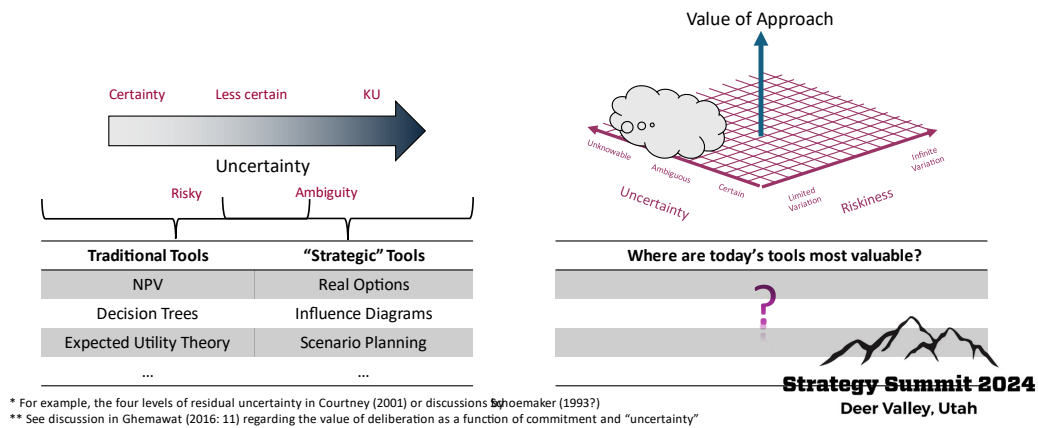 Value of Approach
Certainty Less certain KU
Uncertainty
Risky Ambiguity
Unknowable
Ambiguous
Certain
Uncertainty
Limited
Variation
Infinite
Variation
Riskiness
Traditional Tools “Strategic” Tools
NPV Real Options
Decision Trees Influence Diagrams
Expected Utility Theory Scenario Planning
... ...
Where are today’s tools most valuable?
?
Strategy Summit 2024
Deer Valley, Utah
* For example, the four levels of residual uncertainty in Courtney (2001) or discussions by Schoemaker (1993?)
** See discussion in Ghemawat (2016: 11) regarding the value of deliberation as a function of commitment and “uncertainty”